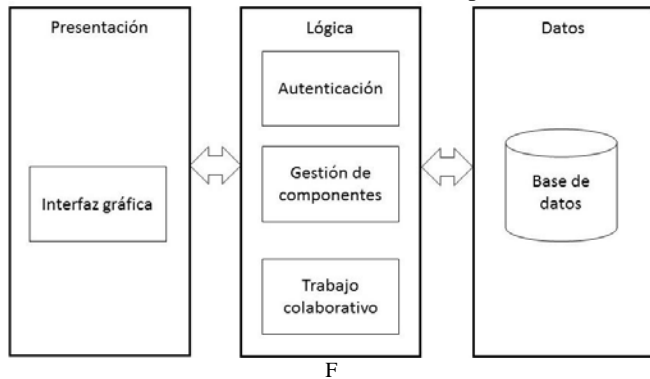 Presentación
Interfaz gráfica
Lógica
Autenticación
Gestión de
componentes
Trabajo
colaborativo
Datos
Base de
datos
F